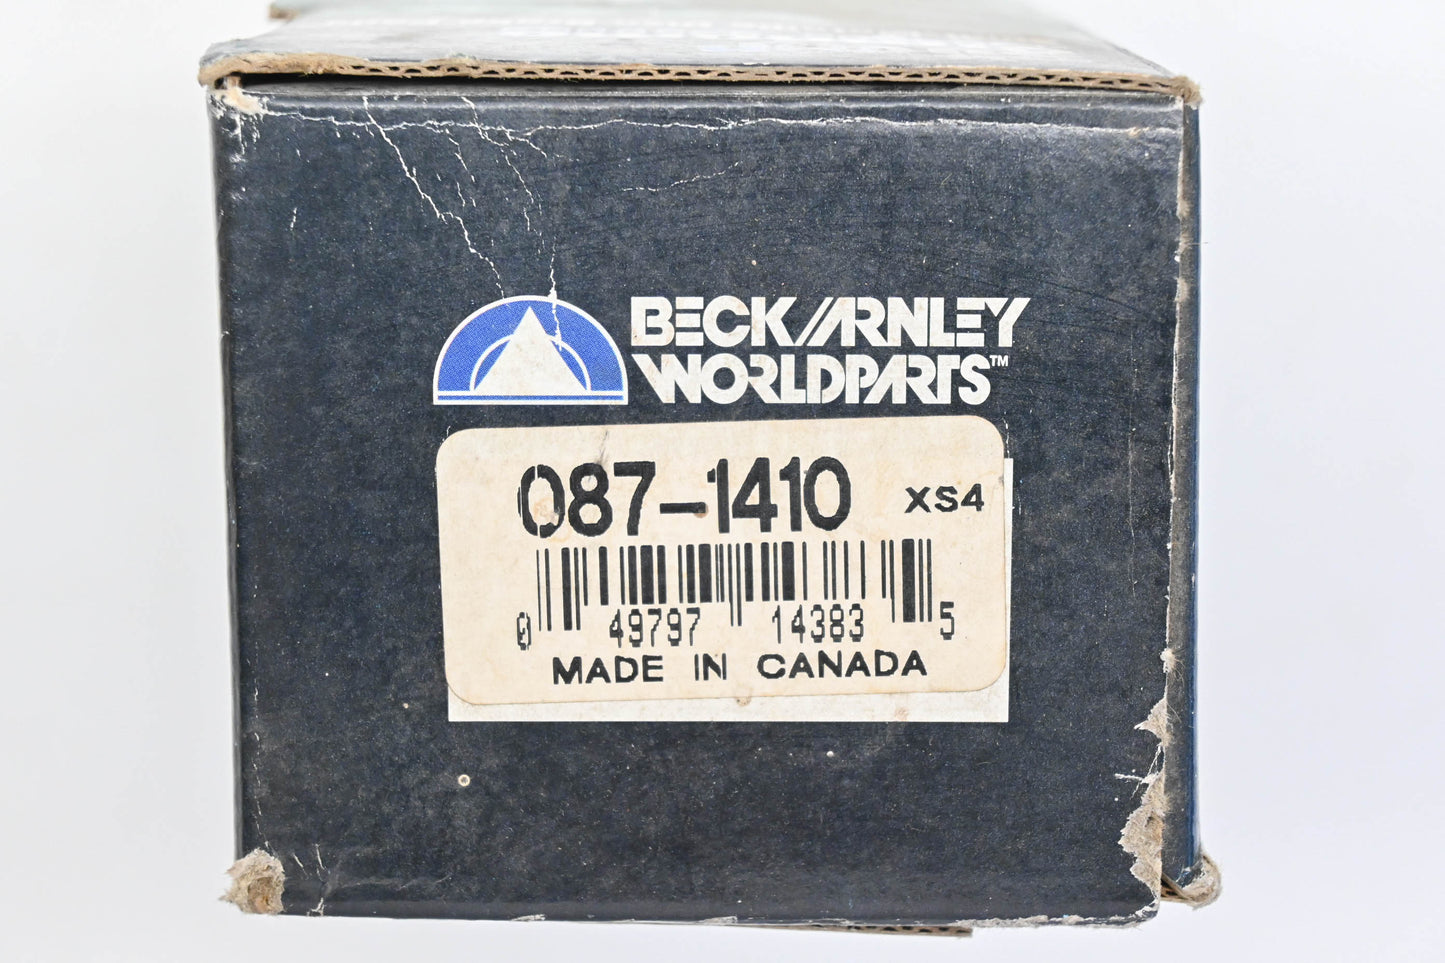 BECK/ARNLEY
WORLDPARTS™
087-1410 XS4
0 49797 14383 5
MADE IN CANADA